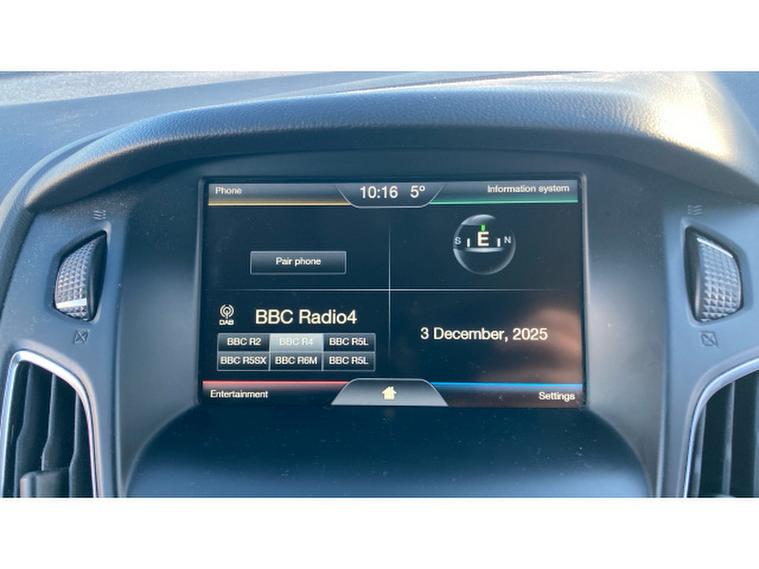 Phone 10:16 5° Information system
S E N
Pair phone
DAB BBC Radio4
BBC R2 BBC R4 BBC R5L
BBC R5SX BBC R6M BBC R5L
3 December, 2025
Entertainment Settings